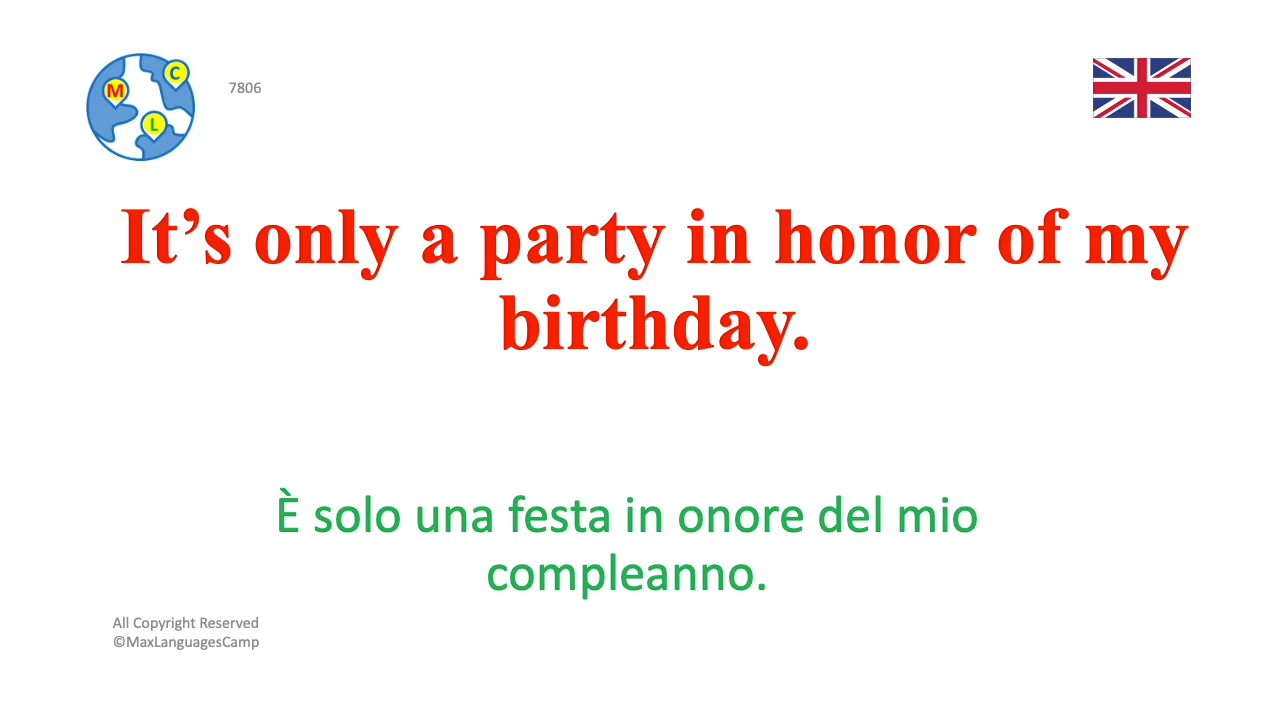 C
M
L
7806
It’s only a party in honor of my
birthday.
È solo una festa in onore del mio
compleanno.
All Copyright Reserved
©MaxLanguagesCamp